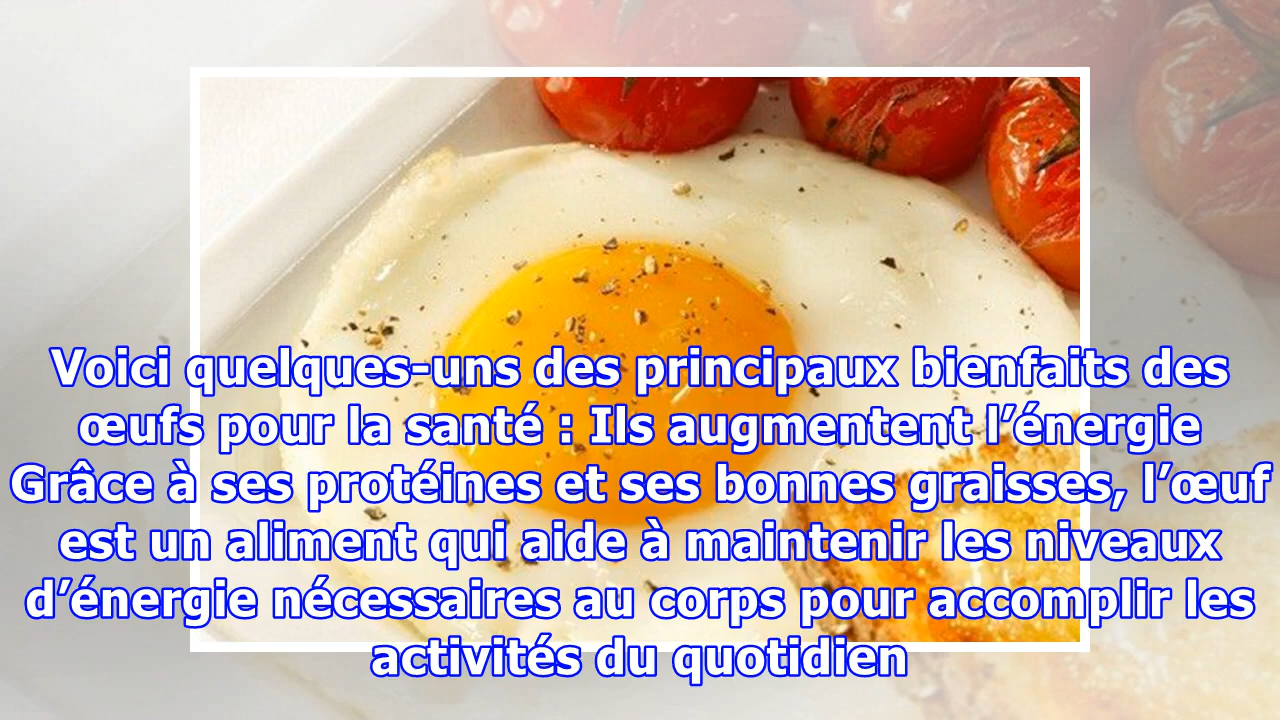 Voici quelques-uns des principaux bienfaits des
œufs pour la santé : Ils augmentent l’énergie
Grâce à ses protéines et ses bonnes graisses, l’œuf
est un aliment qui aide à maintenir les niveaux
d’énergie nécessaires au corps pour accomplir les
activités du quotidien